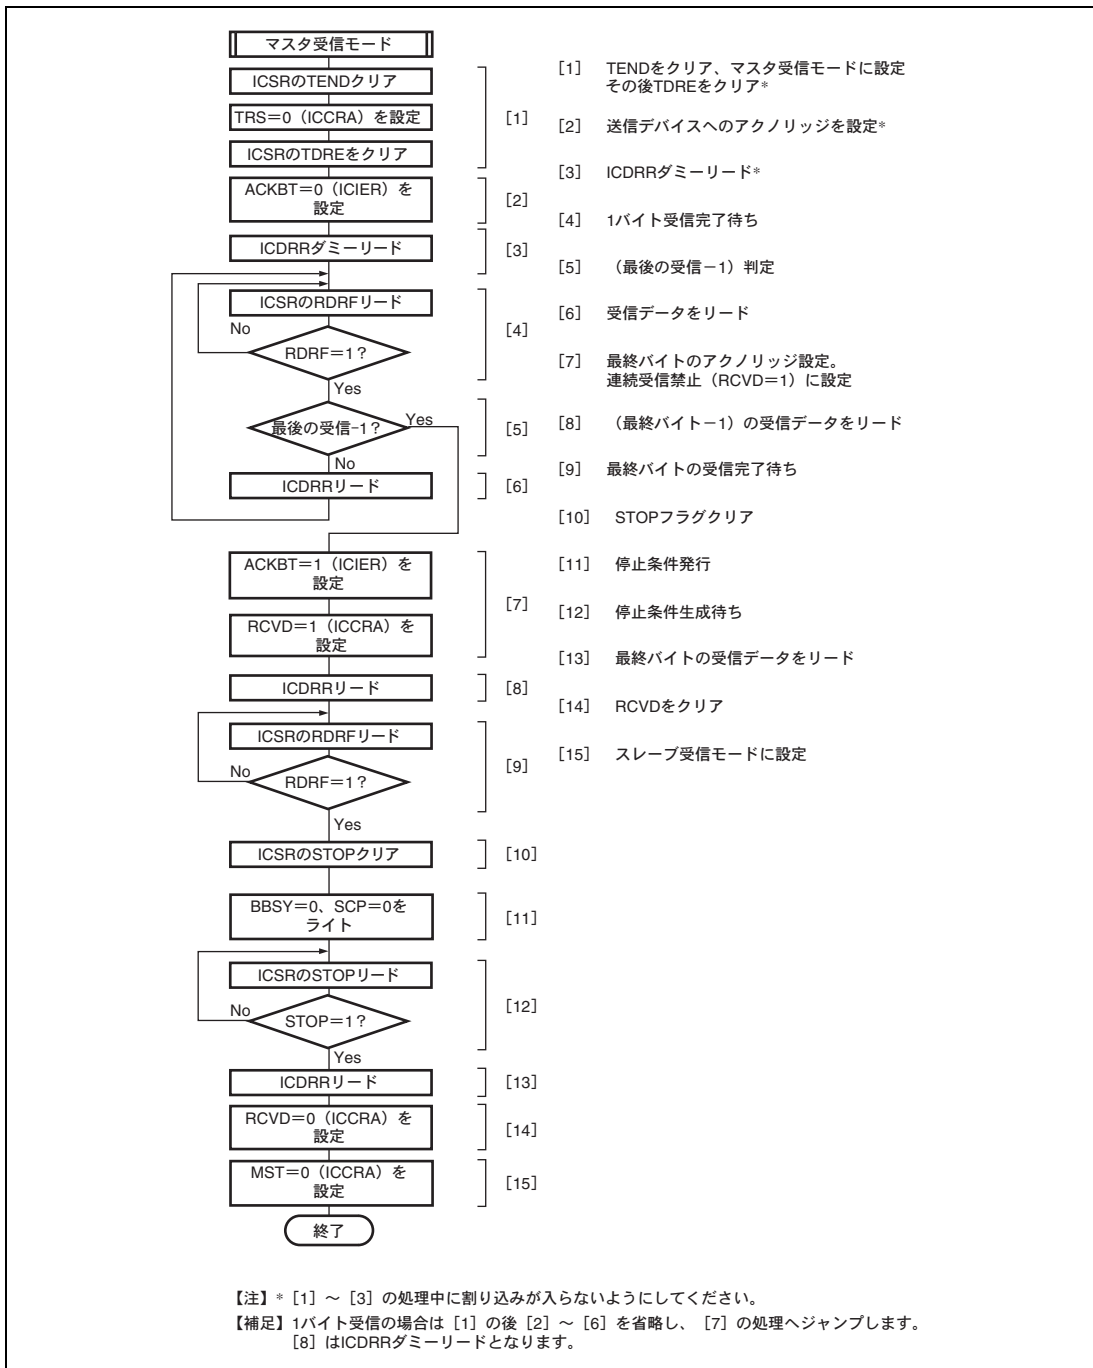 マスタ受信モード
ICSRのTENDクリア
TRS＝0（ICCRA）を設定
ICSRのTDREをクリア
[1]
ACKBT＝0（ICIER）を
設定
[2]
ICDRRダミーリード
[3]
ICSRのRDRFリード
No
RDRF＝1？
[4]
Yes
最後の受信-1？
Yes
[5]
No
ICDRRリード
[6]
ACKBT＝1（ICIER）を
設定
RCVD＝1（ICCRA）を
設定
[7]
ICDRRリード
[8]
ICSRのRDRFリード
No
RDRF＝1？
[9]
Yes
ICSRのSTOPクリア
[10]
BBSY＝0、SCP＝0を
ライト
[11]
ICSRのSTOPリード
No
STOP＝1？
[12]
Yes
ICDRRリード
[13]
RCVD＝0（ICCRA）を
設定
[14]
MST＝0（ICCRA）を
設定
[15]
終了
[1] TENDをクリア、マスタ受信モードに設定
その後TDREをクリア*
[2] 送信デバイスへのアクノリッジを設定*
[3] ICDRRダミーリード*
[4] 1バイト受信完了待ち
[5] （最後の受信－1）判定
[6] 受信データをリード
[7] 最終バイトのアクノリッジ設定。
連続受信禁止（RCVD＝1）に設定
[8] （最終バイト－1）の受信データをリード
[9] 最終バイトの受信完了待ち
[10] STOPフラグクリア
[11] 停止条件発行
[12] 停止条件生成待ち
[13] 最終バイトの受信データをリード
[14] RCVDをクリア
[15] スレーブ受信モードに設定
【注】* [1] ～ [3] の処理中に割り込みが入らないようにしてください。
【補足】1バイト受信の場合は [1] の後 [2] ～ [6] を省略し、 [7] の処理へジャンプします。
[8] はICDRRダミーリードとなります。